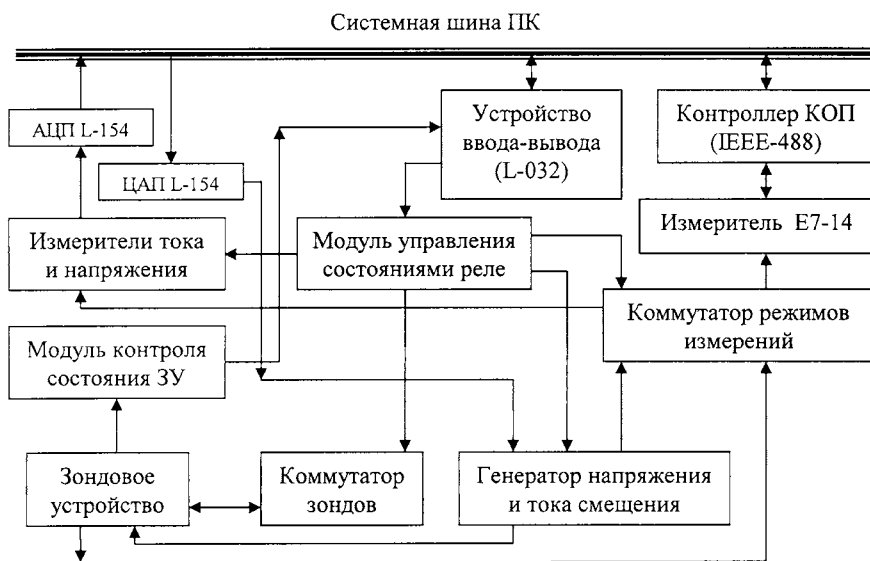 Системная шина ПК
АЦП L-154
ЦАП L-154
Устройство
ввода-вывода
(L-032)
Контроллер КОП
(IEEE-488)
Измерители тока
и напряжения
Модуль управления
состояниями реле
Измеритель Е7-14
Коммутатор режимов
измерений
Модуль контроля
состояния ЗУ
Зондовое
устройство
Коммутатор
зондов
Генератор напряжения
и тока смещения